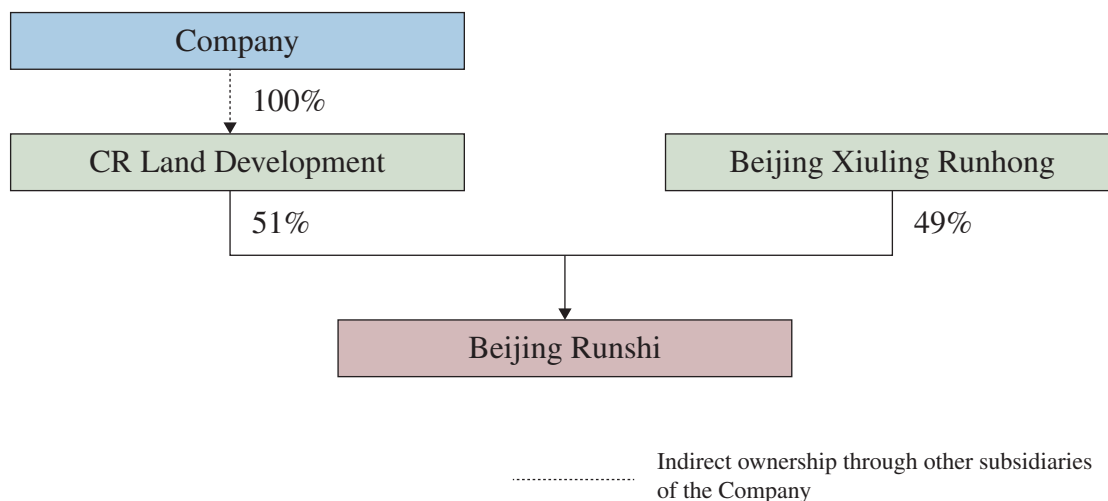 Company
100%
CR Land Development
Beijing Xiuling Runhong
51%
49%
Beijing Runshi
Indirect ownership through other subsidiaries
of the Company